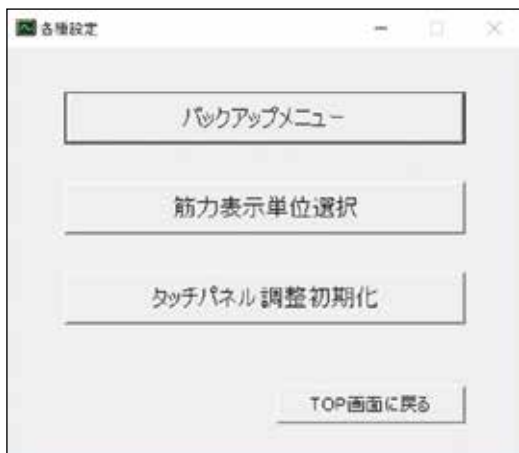 各種設定
バックアップメニュー
筋力表示単位選択
タッチパネル調整初期化
TOP画面に戻る